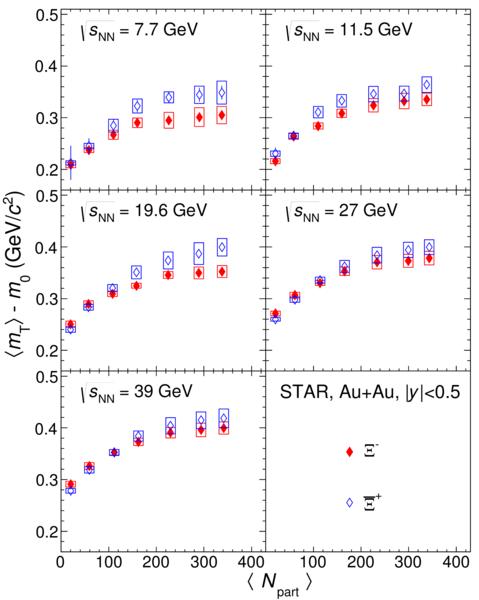 √sNN = 7.7 GeV
√sNN = 11.5 GeV
0.5
0.4
0.3
0.2
√sNN = 19.6 GeV
√sNN = 27 GeV
0.5
0.4
0.3
0.2
√sNN = 39 GeV
STAR, Au+Au, |y|<0.5
Ξ-
Ξ̅+
0.5
0.4
0.3
0.2
⟨mT⟩ - m0 (GeV/c²)
0 100 200 300 400
100 200 300 400
⟨ Npart ⟩